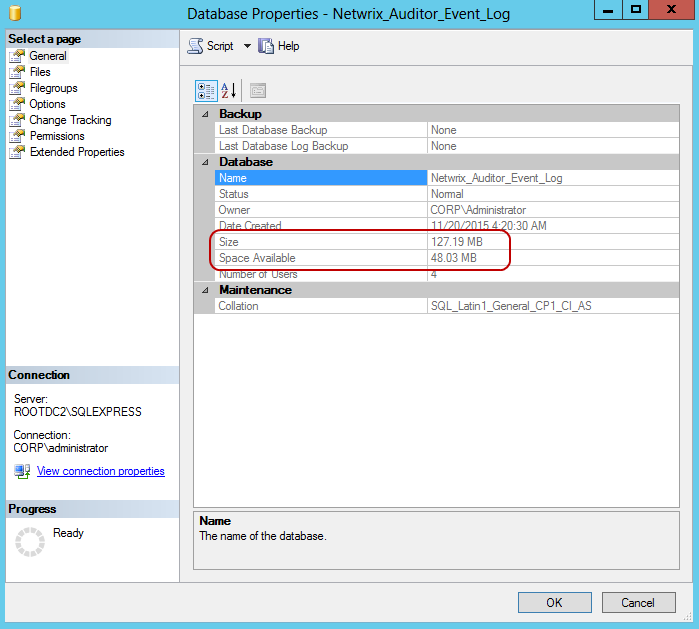 Database Properties - Netwrix_Auditor_Event_Log
Select a page
General
Files
Filegroups
Options
Change Tracking
Permissions
Extended Properties
Script
Help
Backup
Last Database Backup None
Last Database Log Backup None
Database
Name Netwrix_Auditor_Event_Log
Status Normal
Owner CORP\Administrator
Date Created 11/20/2015 4:20:30 AM
Size 127.19 MB
Space Available 48.03 MB
Number of Users 4
Maintenance
Collation SQL_Latin1_General_CP1_CI_AS
Connection
Server:
ROOTDC2\SQLEXPRESS
Connection:
CORP\administrator
View connection properties
Progress
Ready
Name
The name of the database.
OK Cancel